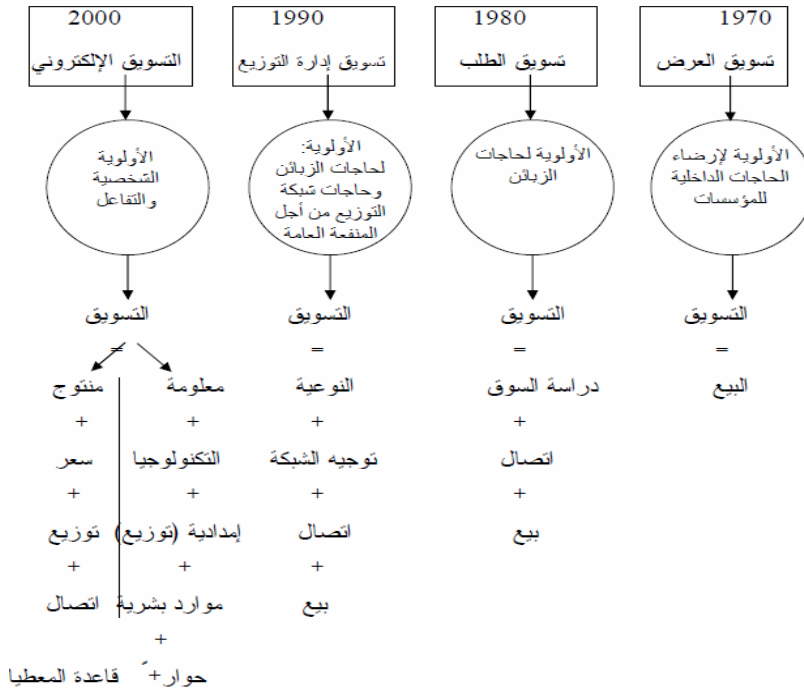 1970
تسويق العرض
الأولوية لإرضاء
الحاجات الداخلية
للمؤسسات
التسويق
=
البيع
1980
تسويق الطلب
الأولوية لحاجات
الزبائن
التسويق
=
دراسة السوق
+
اتصال
+
بيع
1990
تسويق إدارة التوزيع
الأولوية:
لحاجات الزبائن
وحاجات شبكة
التوزيع من أجل
المنفعة العامة
التسويق
=
النوعية
+
توجيه الشبكة
+
اتصال
+
بيع
2000
التسويق الإلكتروني
الأولوية
الشخصية
والتفاعل
التسويق
=
معلومة
+
التكنولوجيا
+
إمدادية (توزيع)
+
موارد بشرية
+
حوار + قاعدة المعطيا
منتوج
+
سعر
+
توزيع
+
اتصال